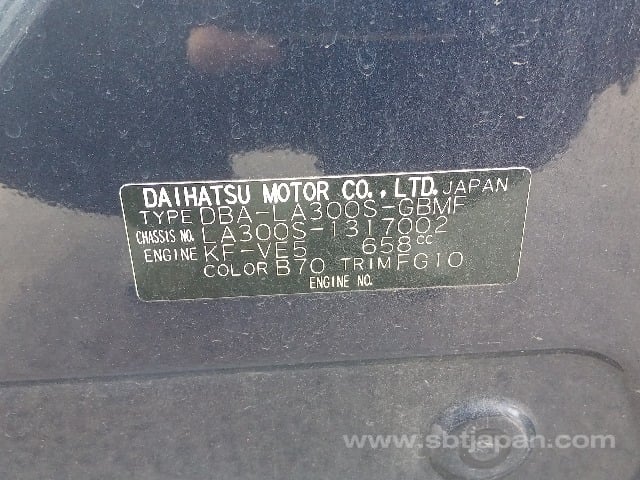 DAIHATSU MOTOR CO., LTD. JAPAN
TYPE DBA-LA300S-GBMF
CHASSIS NO. LA300S-1317002
ENGINE KF-VE5 658cc
COLOR B70 TRIM FG10
ENGINE NO.
www.sbtjapan.com